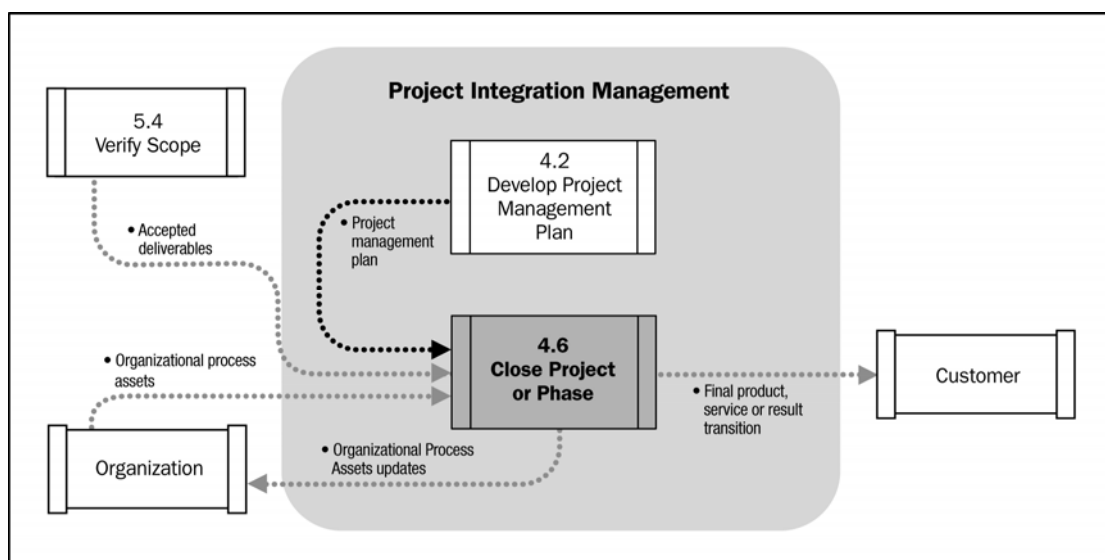 Project Integration Management
5.4
Verify Scope
4.2
Develop Project
Management
Plan
• Accepted
deliverables
• Project
management
plan
4.6
Close Project
or Phase
• Organizational process
assets
Customer
• Final product,
service or result
transition
• Organizational Process
Assets updates
Organization